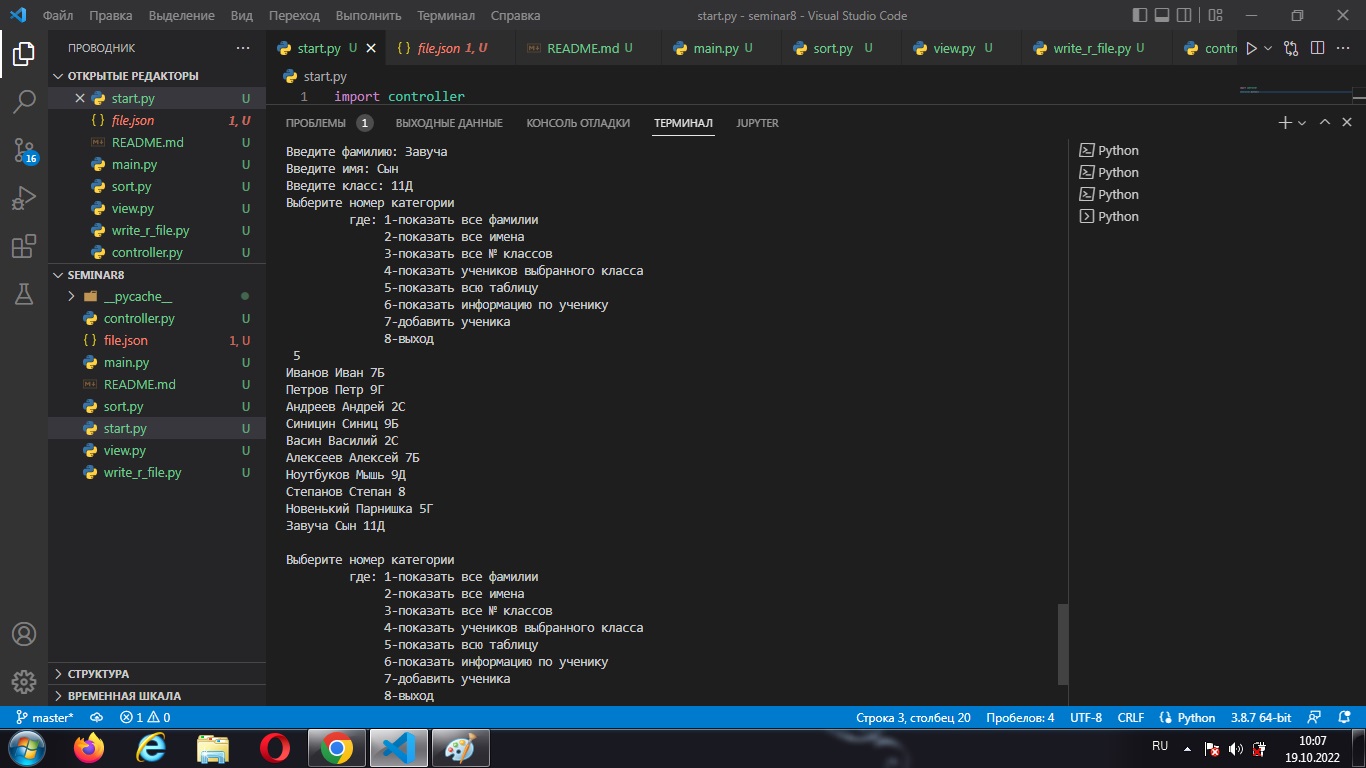 Файл Правка Выделение Вид Переход Выполнить Терминал Справка start.py - seminar8 - Visual Studio Code
ПРОВОДНИК ...
ОТКРЫТЫЕ РЕДАКТОРЫ
start.py U
file.json 1, U
README.md U
main.py U
sort.py U
view.py U
write_r_file.py U
controller.py U
SEMINAR8
__pycache__
controller.py U
file.json 1, U
main.py U
README.md U
sort.py U
start.py U
view.py U
write_r_file.py U
СТРУКТУРА
ВРЕМЕННАЯ ШКАЛА
16
start.py U file.json 1, U README.md U main.py U sort.py U view.py U write_r_file.py U contro
start.py
1 import controller
ПРОБЛЕМЫ 1 ВЫХОДНЫЕ ДАННЫЕ КОНСОЛЬ ОТЛАДКИ ТЕРМИНАЛ JUPYTER
Введите фамилию: Завуча
Введите имя: Сын
Введите класс: 11Д
Выберите номер категории
где: 1-показать все фамилии
2-показать все имена
3-показать все № классов
4-показать учеников выбранного класса
5-показать всю таблицу
6-показать информацию по ученику
7-добавить ученика
8-выход
5
Иванов Иван 7Б
Петров Петр 9Г
Андреев Андрей 2С
Синицин Синиц 9Б
Васин Василий 2С
Алексеев Алексей 7Б
Ноутбуков Мышь 9Д
Степанов Степан 8
Новенький Парнишка 5Г
Завуча Сын 11Д
Выберите номер категории
где: 1-показать все фамилии
2-показать все имена
3-показать все № классов
4-показать учеников выбранного класса
5-показать всю таблицу
6-показать информацию по ученику
7-добавить ученика
8-выход
Python
Python
Python
Python
master* 1 0 Строка 3, столбец 20 Пробелов: 4 UTF-8 CRLF Python 3.8.7 64-bit
RU 10:07
19.10.2022